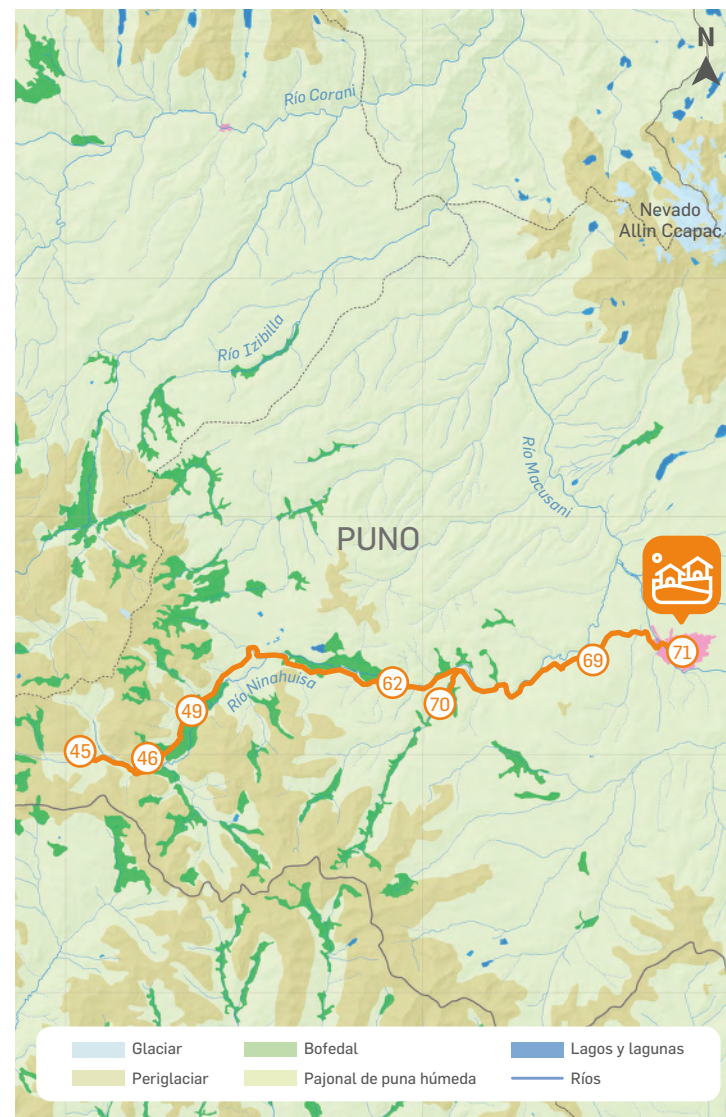 N
Río Corani
Nevado
Allin Ccapac
Río Izibilla
Río Macusani
PUNO
71
69
62
70
49
Río Ninahuisa
45
46
Glaciar
Bofedal
Lagos y lagunas
Periglaciar
Pajonal de puna húmeda
Ríos